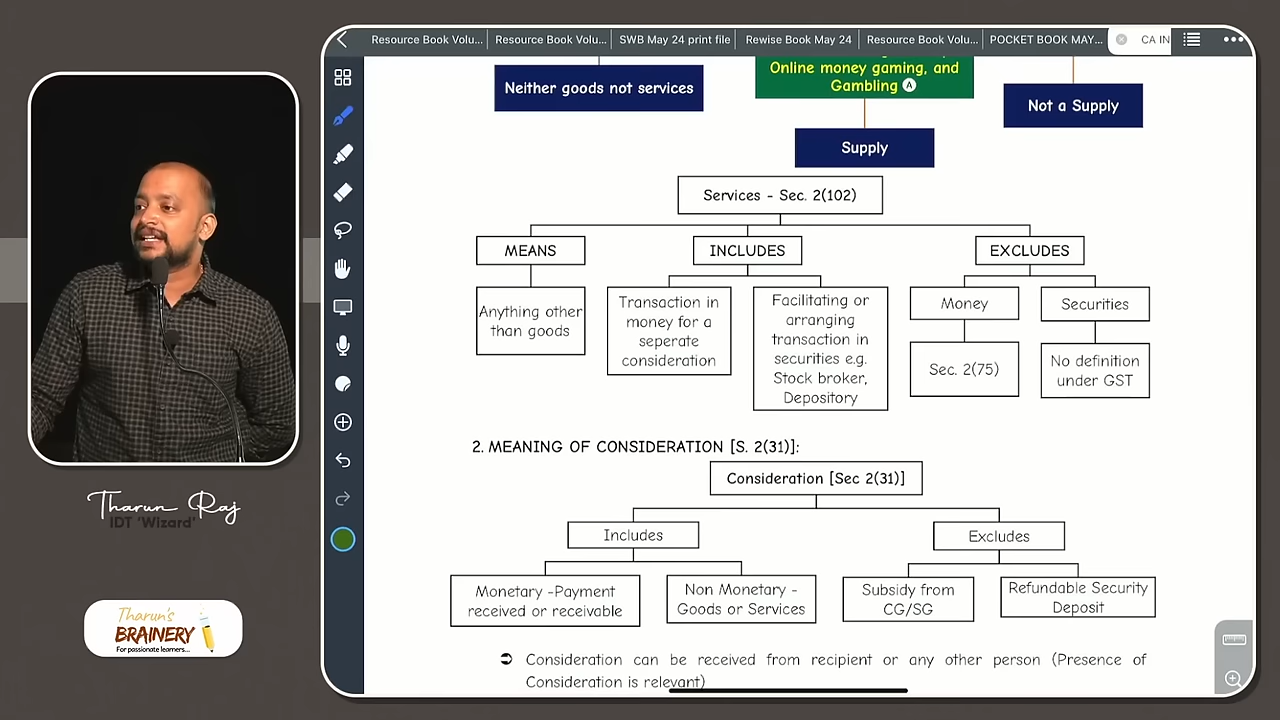 Resource Book Volu...
Resource Book Volu...
SWB May 24 print file
Rewise Book May 24
Resource Book Volu...
POCKET BOOK MAY...
CA IN
Neither goods not services
Online money gaming, and
Gambling A
Not a Supply
Supply
Services - Sec. 2(102)
MEANS
INCLUDES
EXCLUDES
Anything other
than goods
Transaction in
money for a
seperate
consideration
Facilitating or
arranging
transaction in
securities e.g.
Stock broker,
Depository
Money
Sec. 2(75)
Securities
No definition
under GST
2. MEANING OF CONSIDERATION [S. 2(31)]:
Consideration [Sec 2(31)]
Includes
Excludes
Monetary -Payment
received or receivable
Non Monetary -
Goods or Services
Subsidy from
CG/SG
Refundable Security
Deposit
➲ Consideration can be received from recipient or any other person (Presence of
Consideration is relevant)
Tharun Raj
IDT 'Wizard'
Tharun's
BRAINERY
For passionate learners...